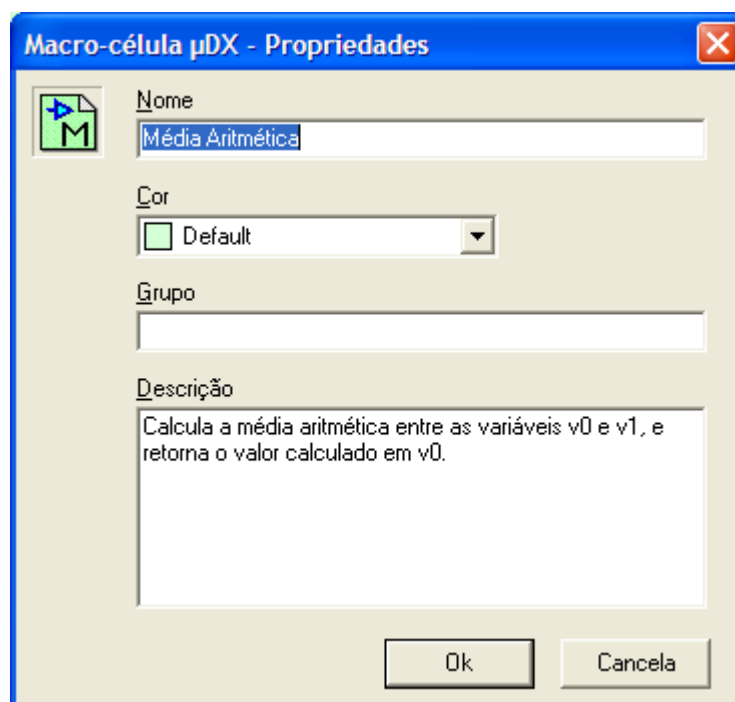 Macro-célula µDX - Propriedades
M
Nome
Média Aritmética
Cor
Default
Grupo
Descrição
Calcula a média aritmética entre as variáveis v0 e v1, e
retorna o valor calculado em v0.
Ok
Cancela